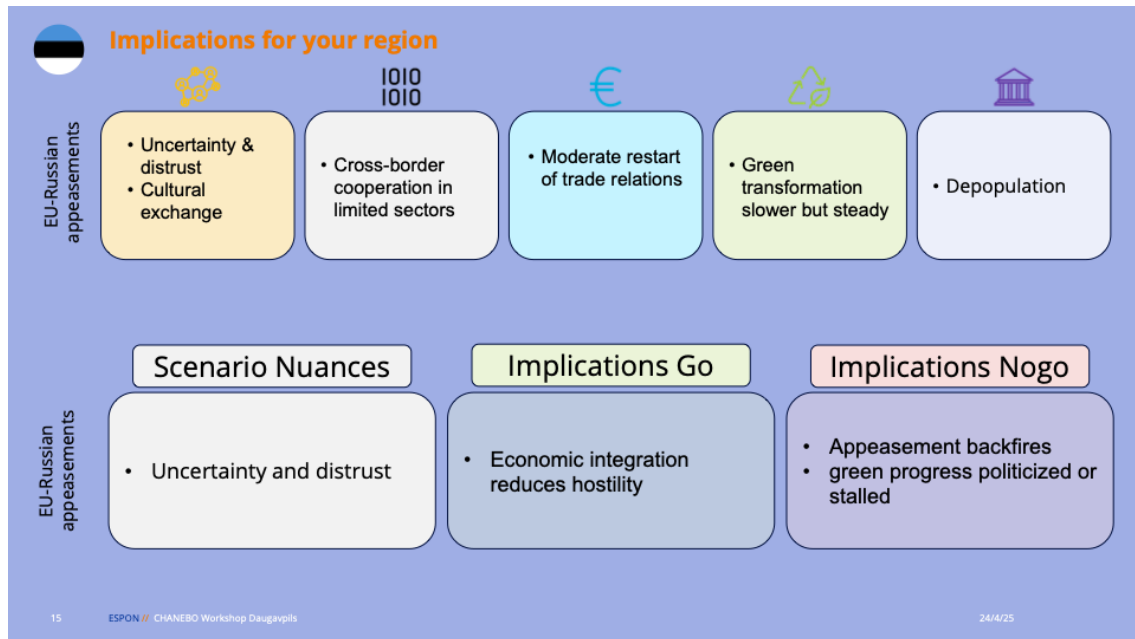 Implications for your region
1010
1010
€
EU-Russian
appeasements
• Uncertainty &
distrust
• Cultural
exchange
• Cross-border
cooperation in
limited sectors
• Moderate restart
of trade relations
• Green
transformation
slower but steady
• Depopulation
Scenario Nuances
Implications Go
Implications Nogo
EU-Russian
appeasements
• Uncertainty and distrust
• Economic integration
reduces hostility
• Appeasement backfires
• green progress politicized or
stalled
15
ESPON // CHANEBO Workshop Daugavpils
24/4/25